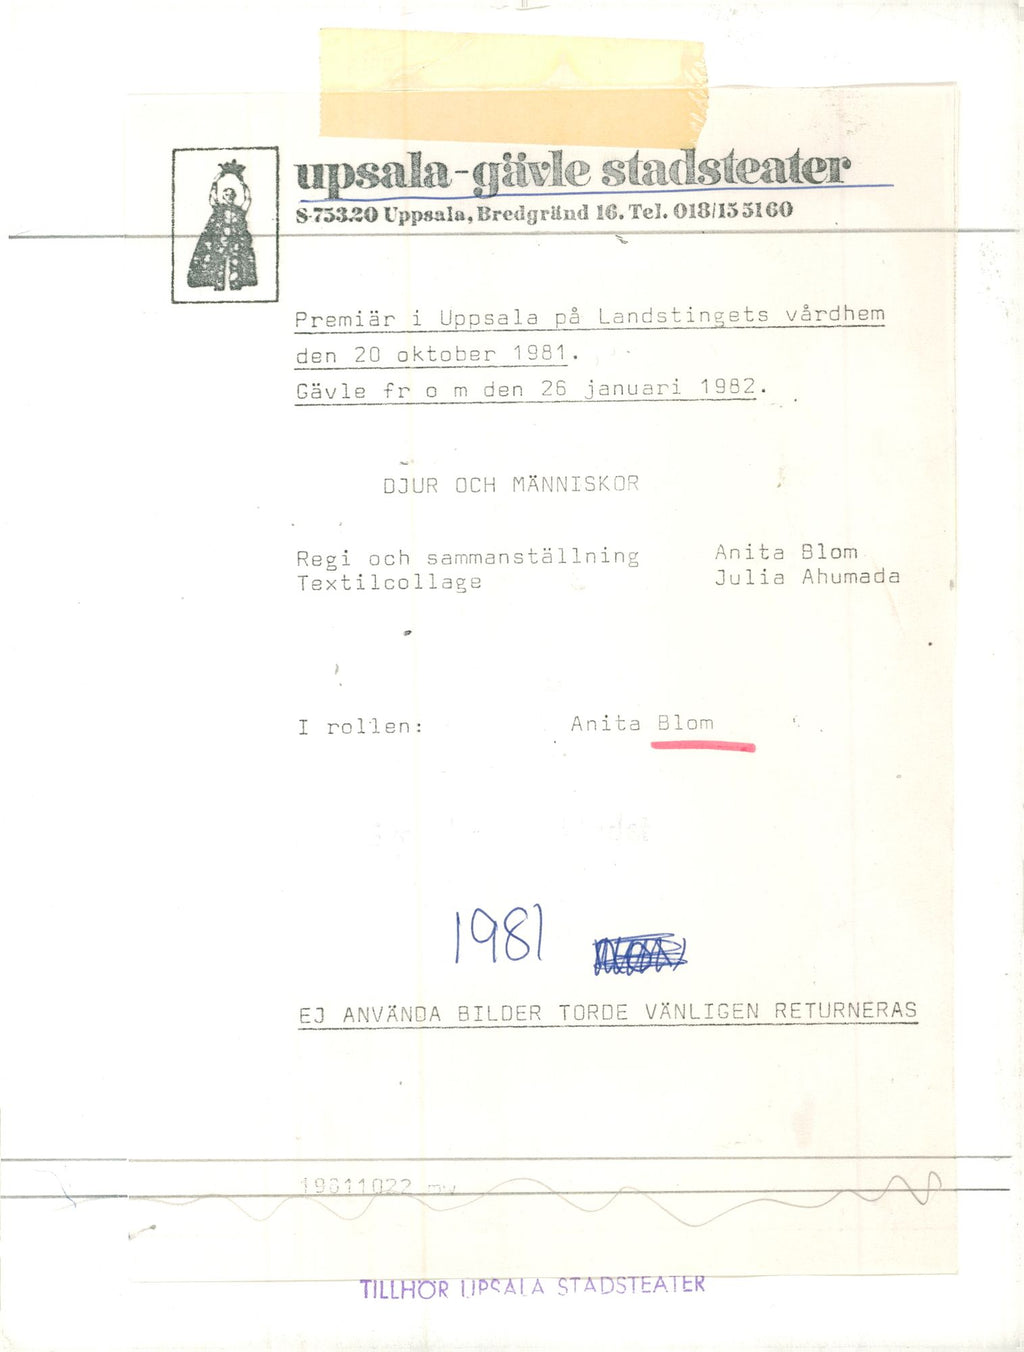 upsala-gävle stadsteater
S-753 20 Uppsala, Bredgränd 16. Tel. 018/15 51 60
Premiär i Uppsala på Landstingets vårdhem
den 20 oktober 1981.
Gävle fr o m den 26 januari 1982.
DJUR OCH MÄNNISKOR
Regi och sammanställning Anita Blom
Textilcollage Julia Ahumada
I rollen: Anita Blom
1981
EJ ANVÄNDA BILDER TORDE VÄNLIGEN RETURNERAS
19811022 mw
TILLHÖR UPSALA STADSTEATER